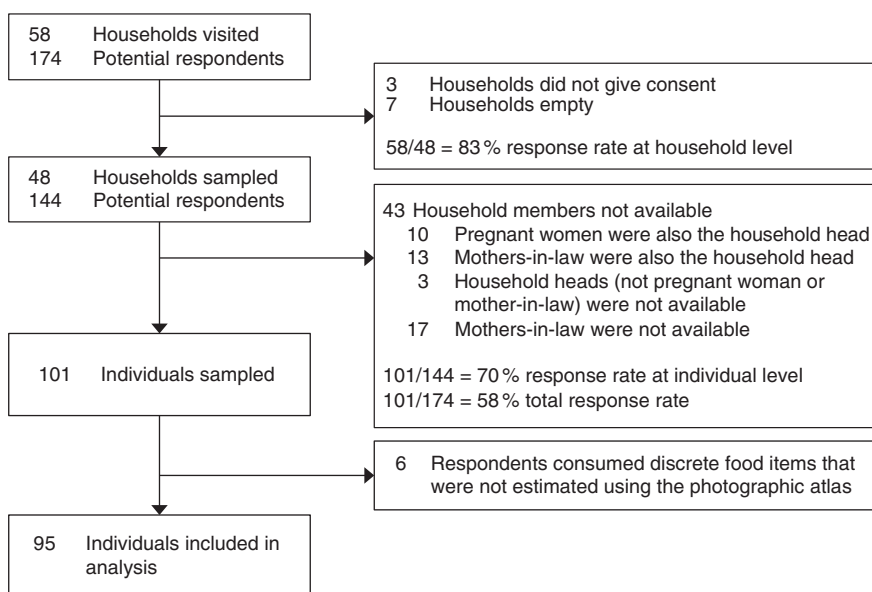 58 Households visited
174 Potential respondents
3 Households did not give consent
7 Households empty
58/48 = 83 % response rate at household level
48 Households sampled
144 Potential respondents
43 Household members not available
10 Pregnant women were also the household head
13 Mothers-in-law were also the household head
3 Household heads (not pregnant woman or
mother-in-law) were not available
17 Mothers-in-law were not available
101/144 = 70 % response rate at individual level
101/174 = 58 % total response rate
101 Individuals sampled
6 Respondents consumed discrete food items that
were not estimated using the photographic atlas
95 Individuals included in
analysis